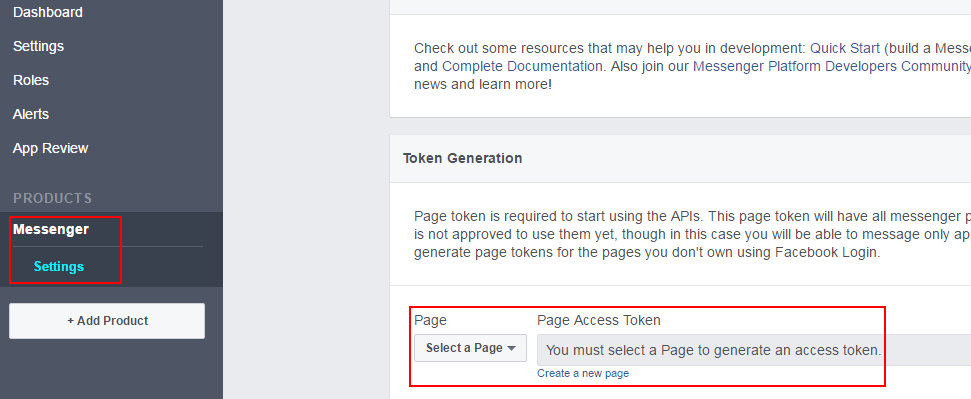 Dashboard
Settings
Roles
Alerts
App Review
PRODUCTS
Messenger
Settings
+ Add Product
Check out some resources that may help you in development: Quick Start (build a Messe
and Complete Documentation. Also join our Messenger Platform Developers Community
news and learn more!
Token Generation
Page token is required to start using the APIs. This page token will have all messenger p
is not approved to use them yet, though in this case you will be able to message only ap
generate page tokens for the pages you don't own using Facebook Login.
Page Page Access Token
Select a Page You must select a Page to generate an access token.
Create a new page